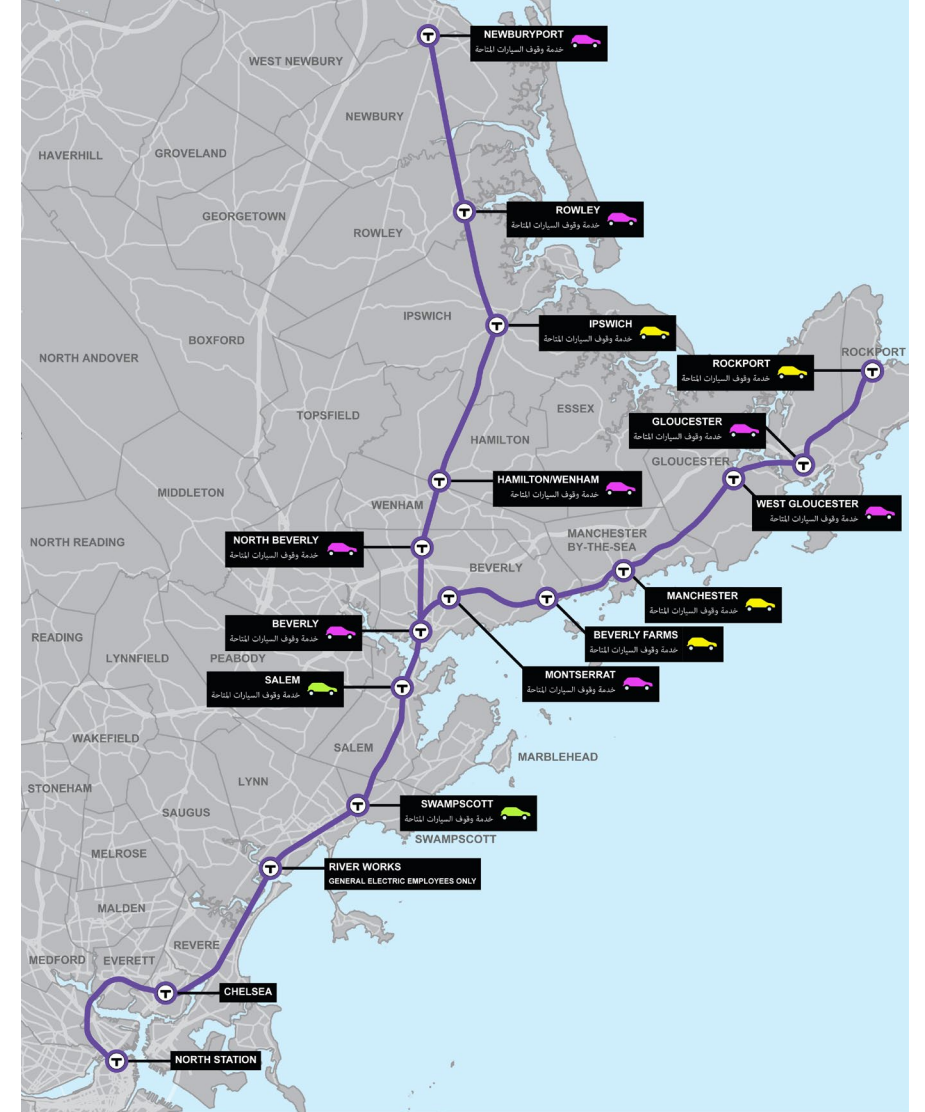 NEWBURYPORT
خدمة وقوف السيارات المتاحة
WEST NEWBURY
NEWBURY
HAVERHILL
GROVELAND
ROWLEY
خدمة وقوف السيارات المتاحة
GEORGETOWN
ROWLEY
IPSWICH
IPSWICH
خدمة وقوف السيارات المتاحة
BOXFORD
NORTH ANDOVER
ROCKPORT
ROCKPORT
خدمة وقوف السيارات المتاحة
TOPSFIELD
ESSEX
GLOUCESTER
خدمة وقوف السيارات المتاحة
HAMILTON
GLOUCESTER
HAMILTON/WENHAM
خدمة وقوف السيارات المتاحة
MIDDLETON
WENHAM
WEST GLOUCESTER
خدمة وقوف السيارات المتاحة
NORTH READING
NORTH BEVERLY
خدمة وقوف السيارات المتاحة
MANCHESTER
BY-THE-SEA
BEVERLY
MANCHESTER
خدمة وقوف السيارات المتاحة
READING
BEVERLY
خدمة وقوف السيارات المتاحة
BEVERLY FARMS
خدمة وقوف السيارات المتاحة
LYNNFIELD
PEABODY
SALEM
خدمة وقوف السيارات المتاحة
MONTSERRAT
خدمة وقوف السيارات المتاحة
WAKEFIELD
SALEM
MARBLEHEAD
STONEHAM
LYNN
SAUGUS
SWAMPSCOTT
خدمة وقوف السيارات المتاحة
SWAMPSCOTT
MELROSE
RIVER WORKS
GENERAL ELECTRIC EMPLOYEES ONLY
MALDEN
REVERE
MEDFORD
EVERETT
CHELSEA
NORTH STATION